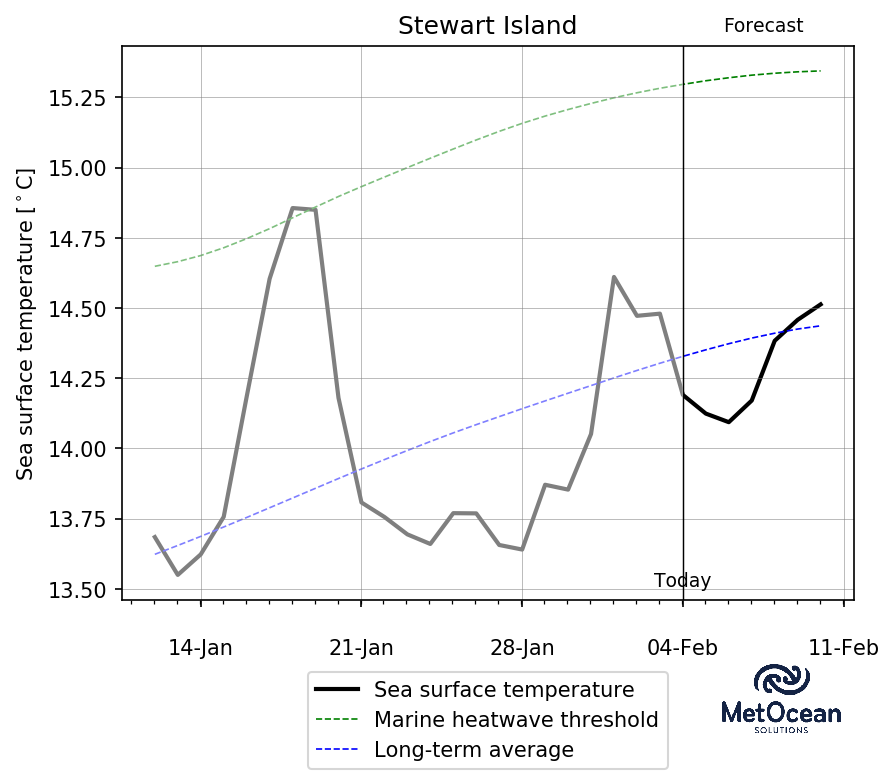 Stewart Island
Forecast
Sea surface temperature [°C]
15.25
15.00
14.75
14.50
14.25
14.00
13.75
13.50
Today
14-Jan
21-Jan
28-Jan
04-Feb
11-Feb
Sea surface temperature
Marine heatwave threshold
Long-term average
MetOcean
SOLUTIONS